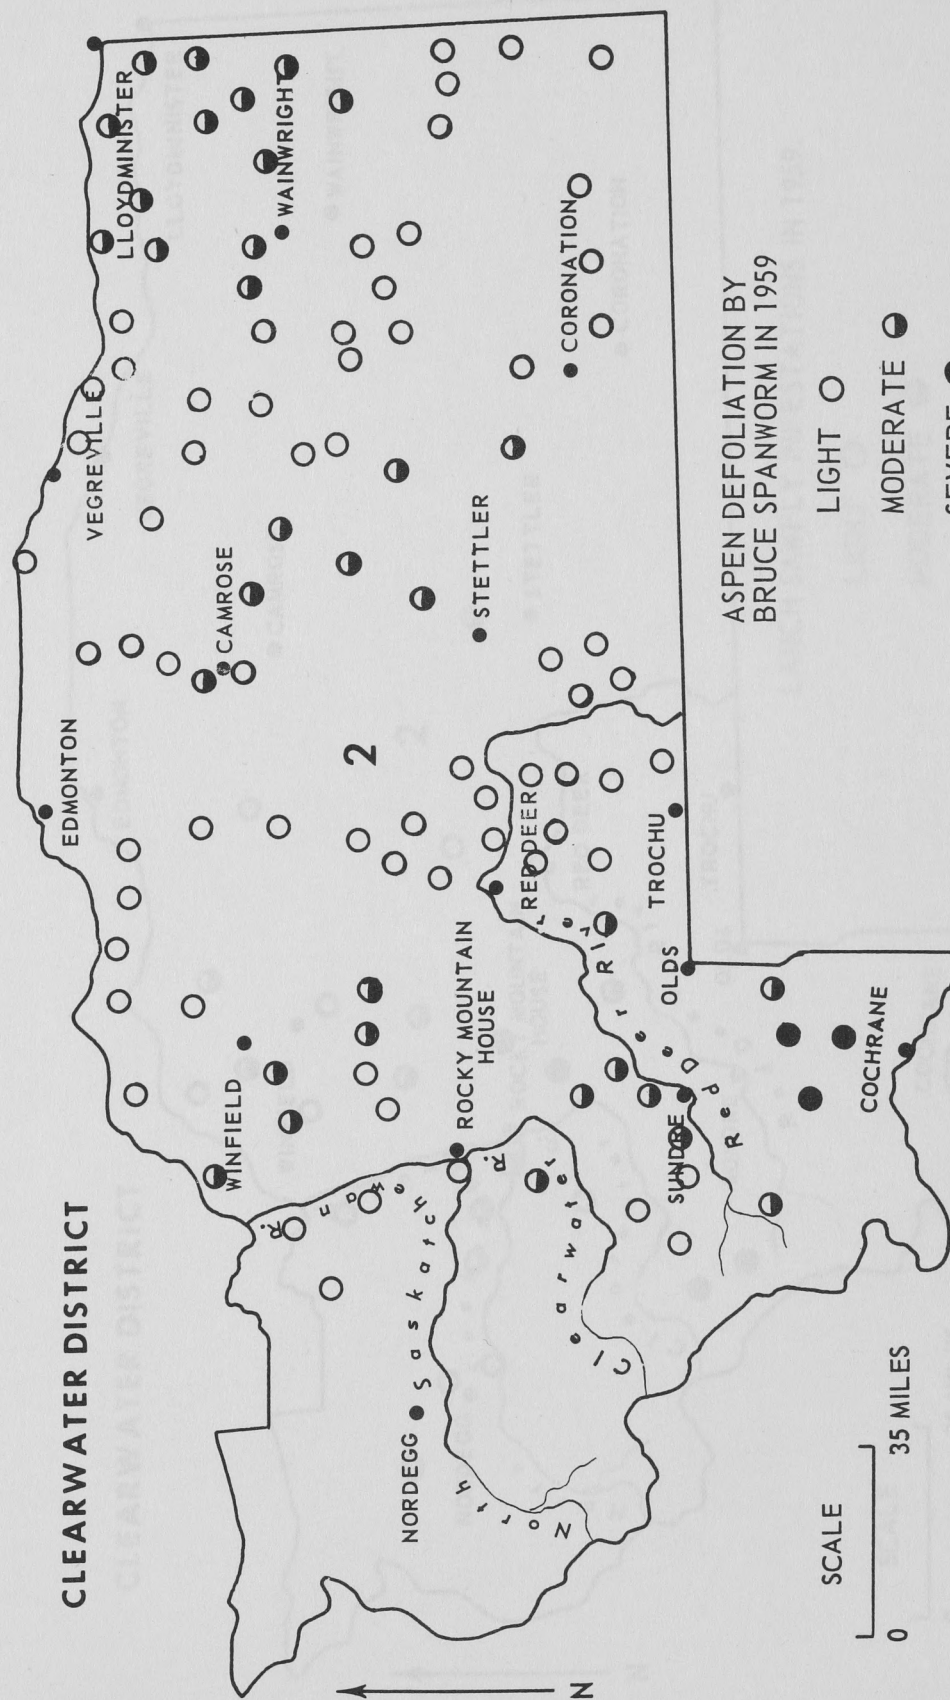 CLEARWATER DISTRICT
EDMONTON
VEGREVILLE
LLOYDMINISTER
WINFIELD
CAMROSE
WAINWRIGHT
2
NORDEGG
North Saskatchewan R.
ROCKY MOUNTAIN
HOUSE
RED DEER
STETTLER
CORONATION
Clearwater R.
SUNDRE
Red Deer River
OLDS
TROCHU
COCHRANE
N
SCALE
0 35 MILES
ASPEN DEFOLIATION BY
BRUCE SPANWORM IN 1959
LIGHT
MODERATE